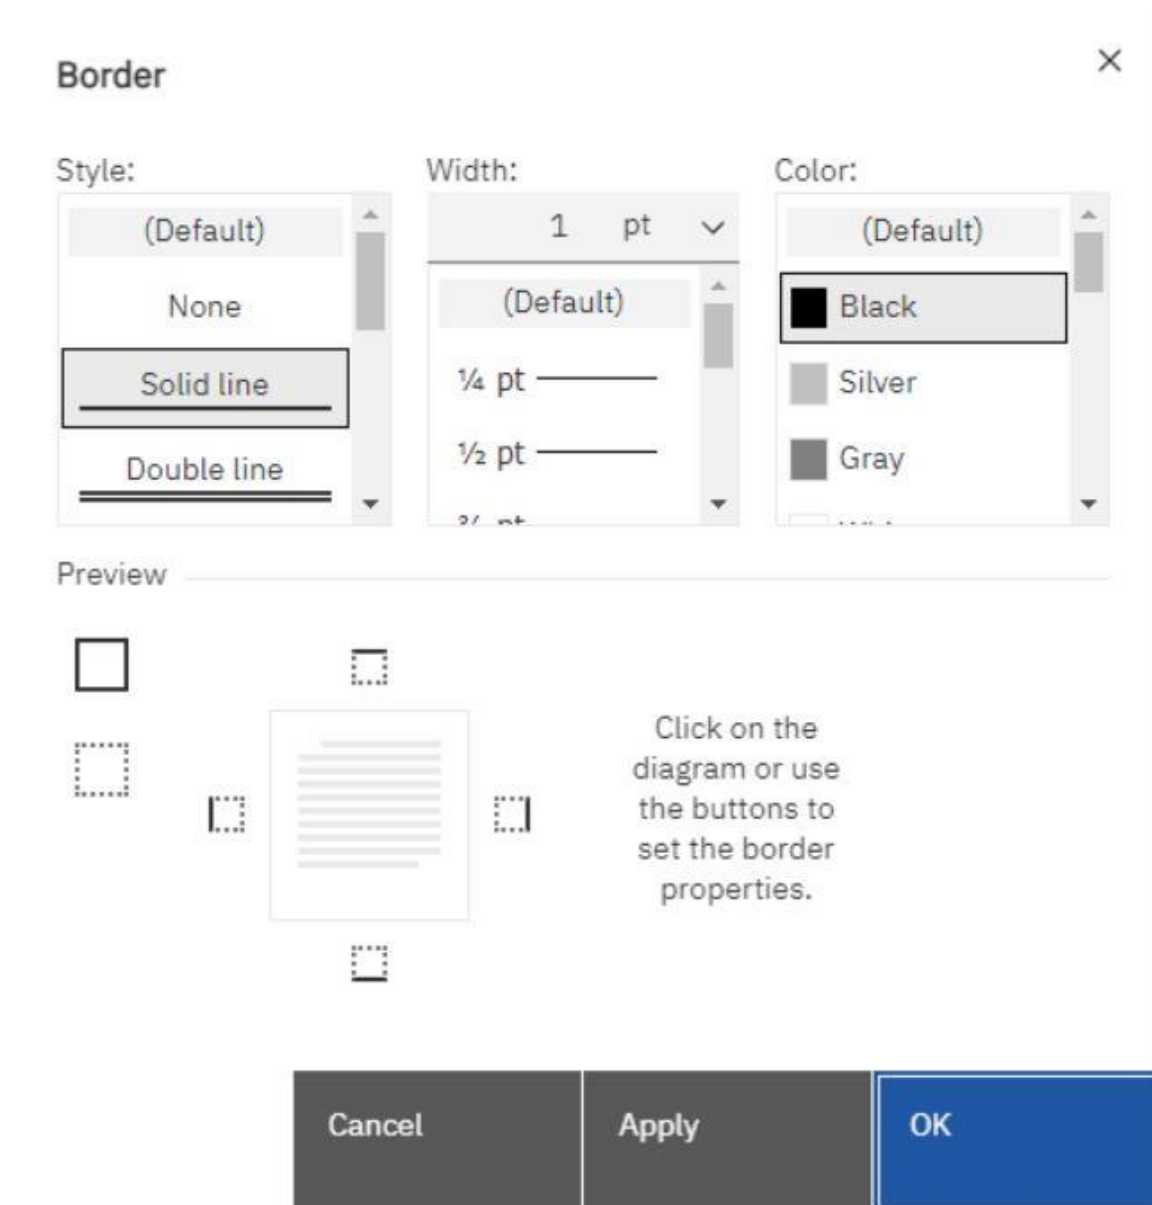 Border
Style:
Width:
Color:
(Default)
None
Solid line
Double line
1 pt
(Default)
¼ pt
½ pt
(Default)
Black
Silver
Gray
Preview
Click on the
diagram or use
the buttons to
set the border
properties.
Cancel
Apply
OK